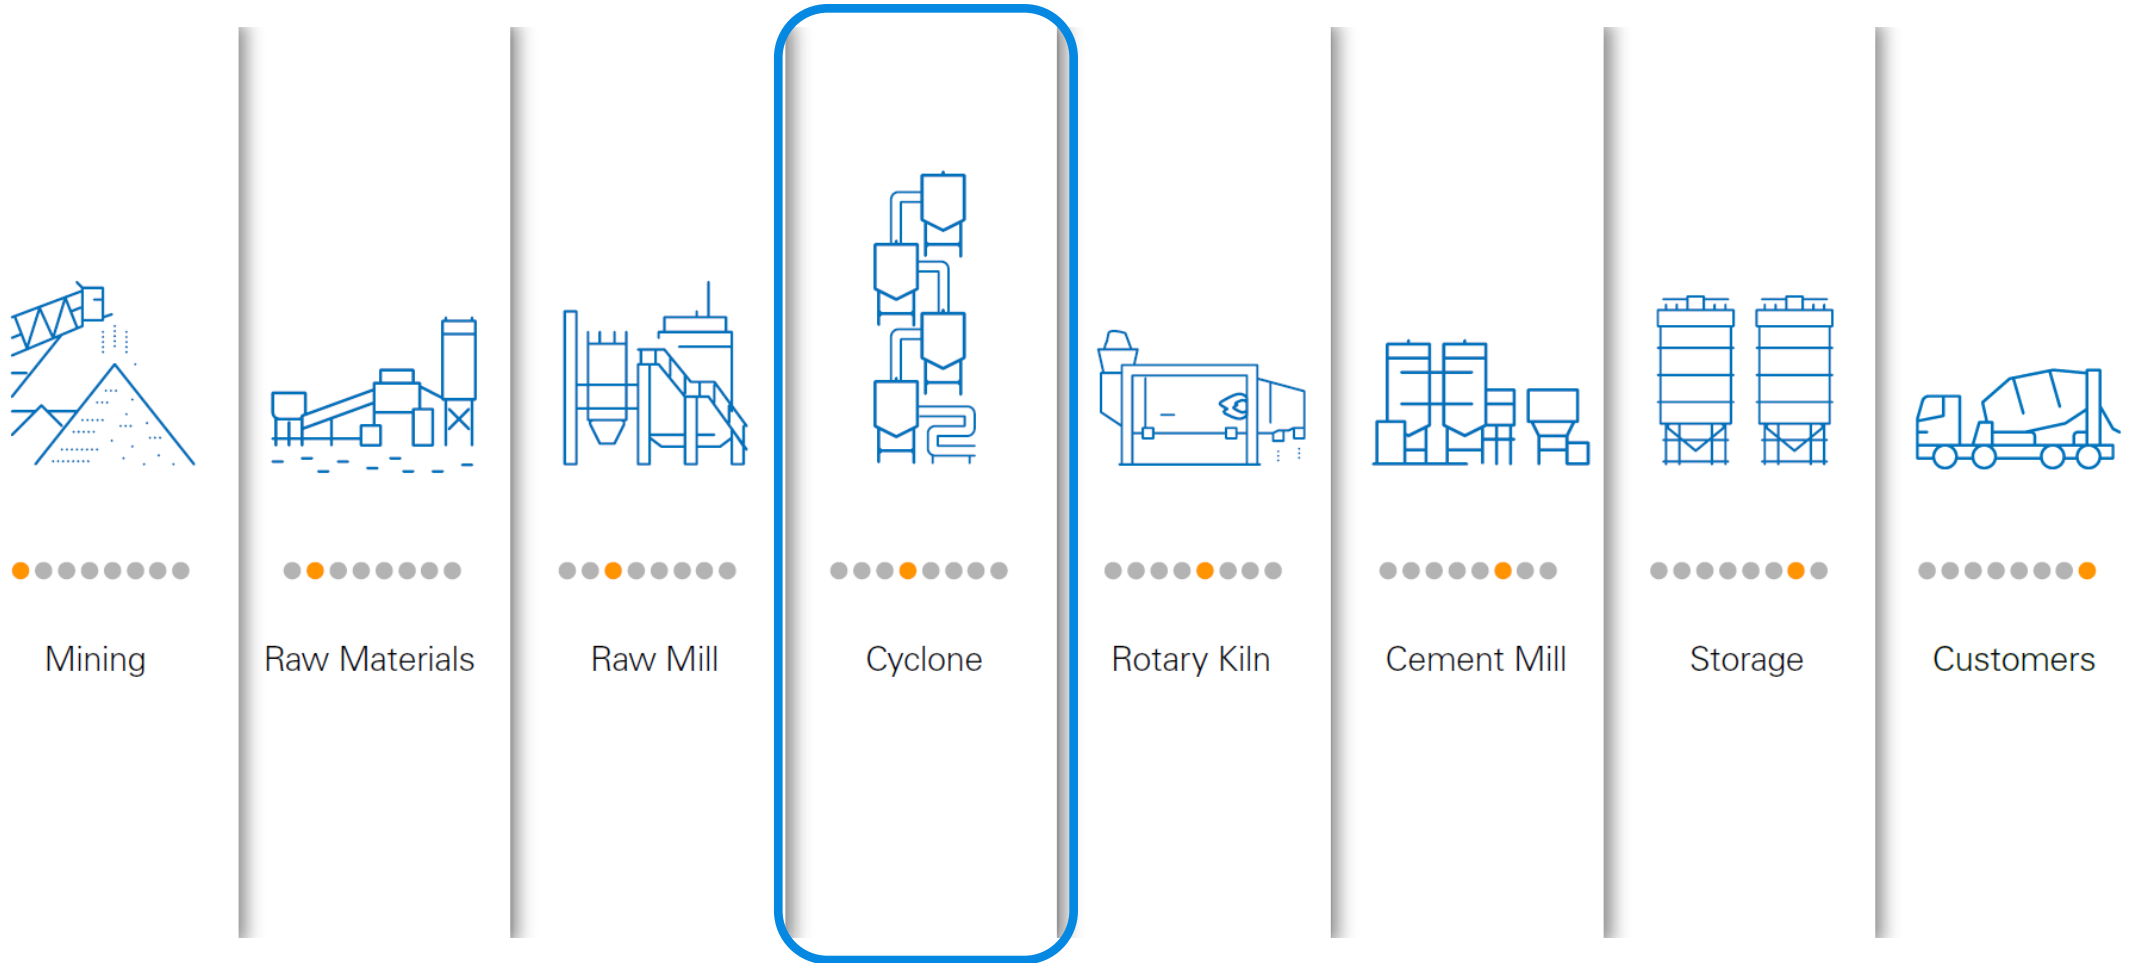 Mining
Raw Materials
Raw Mill
Cyclone
Rotary Kiln
Cement Mill
Storage
Customers